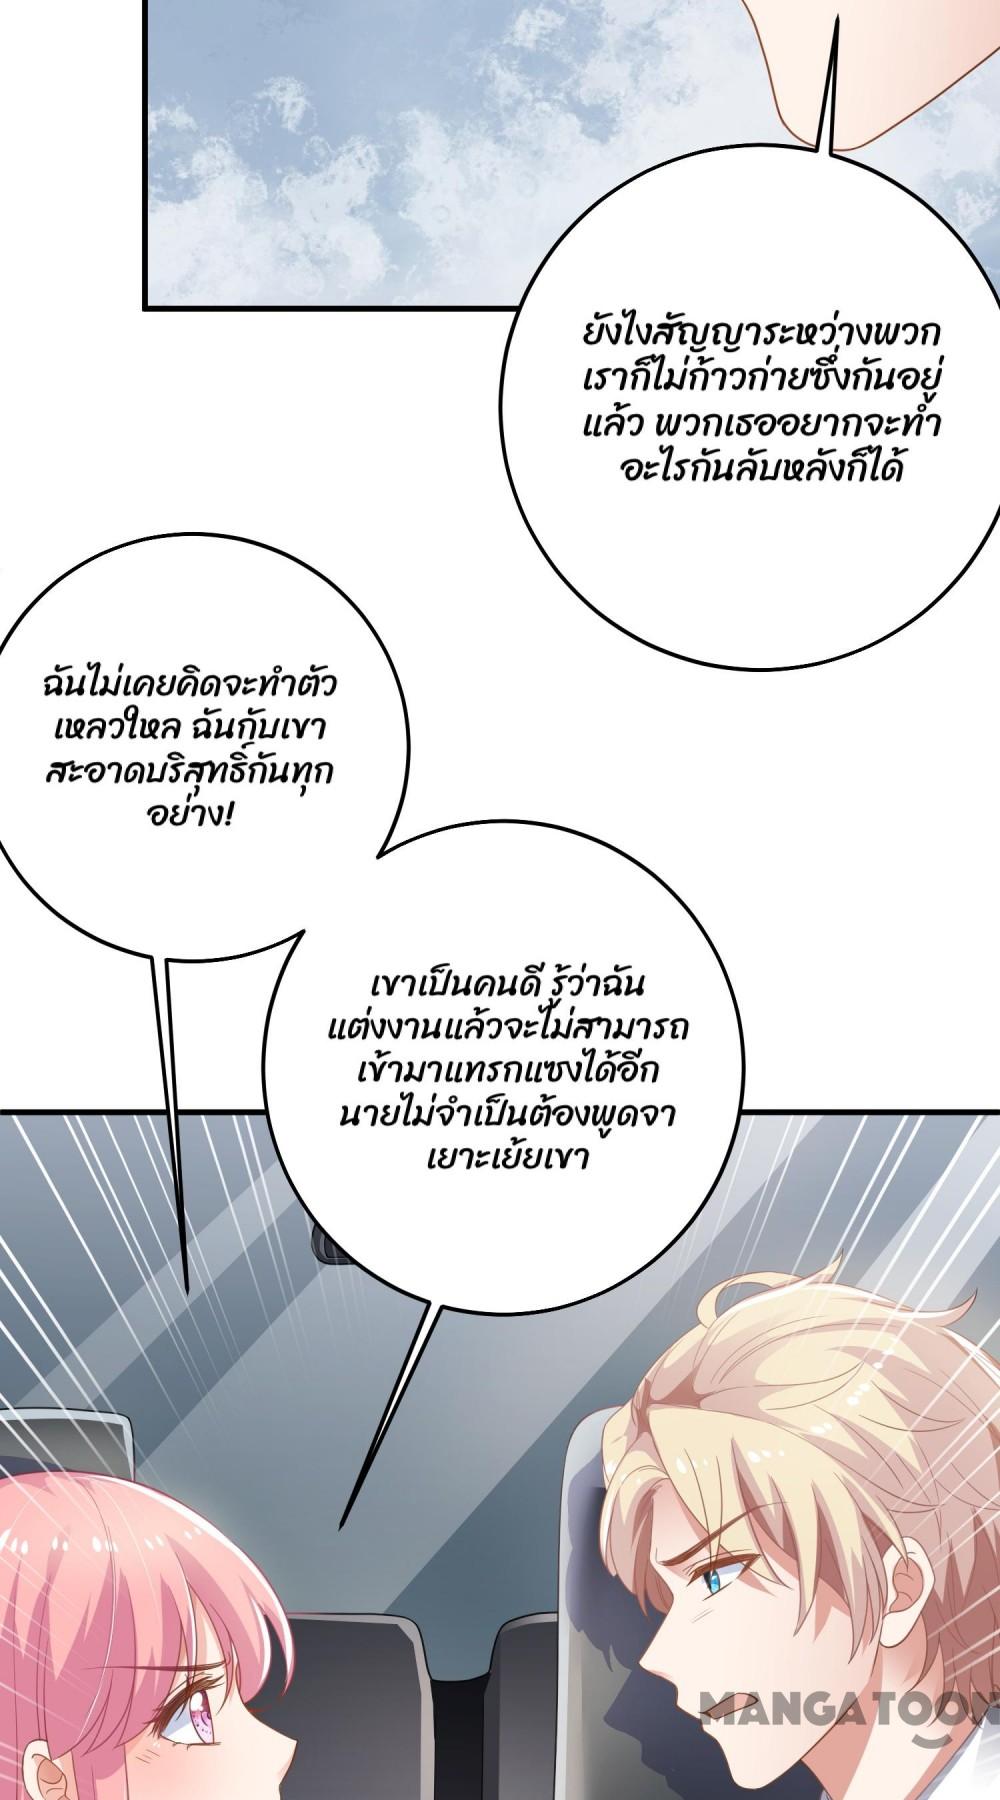 ยังไงสัญญาระหว่างพวก
เราก็ไม่ก้าวก่ายซึ่งกันอยู่
แล้ว พวกเธออยากจะทำ
อะไรกันลับหลังก็ได้
ฉันไม่เคยคิดจะทำตัว
เหลวใหล ฉันกับเขา
สะอาดบริสุทธิ์กันทุก
อย่าง!
เขาเป็นคนดี รู้ว่าฉัน
แต่งงานแล้วจะไม่สามารถ
เข้ามาแทรกแซงได้อีก
นายไม่จำเป็นต้องพูดจา
เยาะเย้ยเขา
MANGATOON